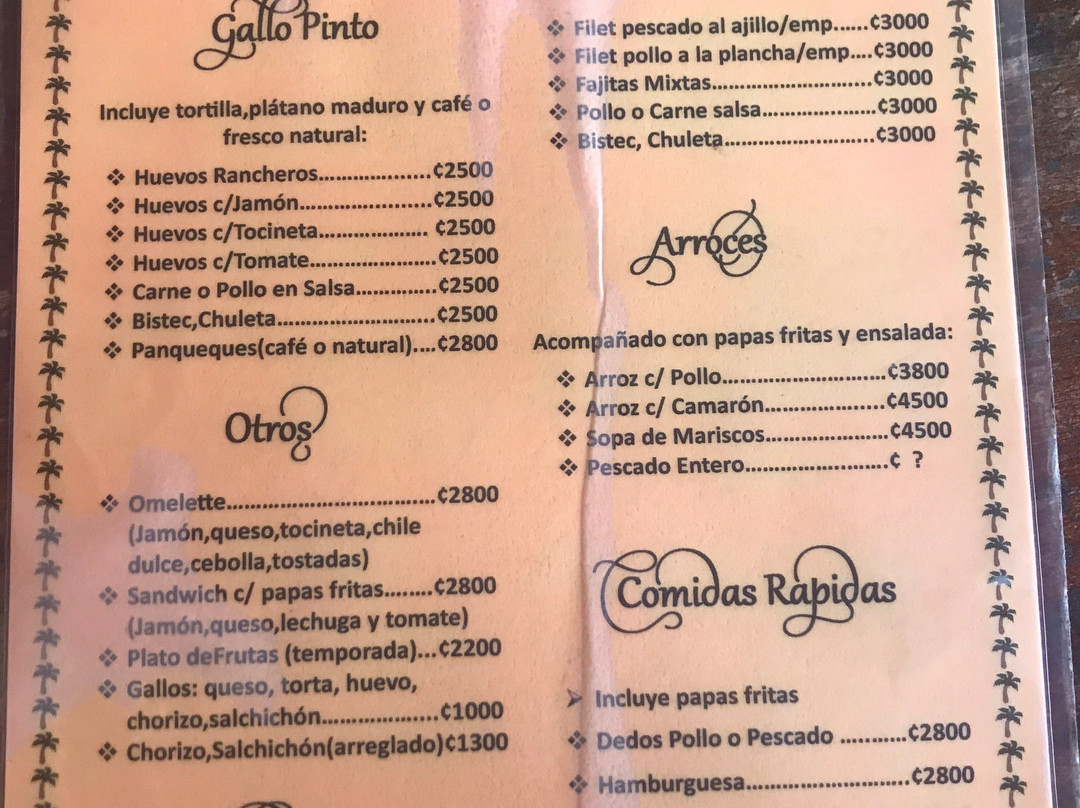 Gallo Pinto
Incluye tortilla,plátano maduro y café o
fresco natural:
❖ Huevos Rancheros....................₡2500
❖ Huevos c/Jamón.......................₡2500
❖ Huevos c/Tocineta................... ₡2500
❖ Huevos c/Tomate......................₡2500
❖ Carne o Pollo en Salsa..............₡2500
❖ Bistec,Chuleta...........................₡2500
❖ Panqueques(café o natural)....₡2800
Otros
❖ Omelette...................................₡2800
(Jamón,queso,tocineta,chile
dulce,cebolla,tostadas)
❖ Sandwich c/ papas fritas........₡2800
(Jamón,queso,lechuga y tomate)
❖ Plato deFrutas (temporada)...₡2200
❖ Gallos: queso, torta, huevo,
chorizo,salchichón....................₡1000
❖ Chorizo,Salchichón(arreglado)₡1300
❖ Filet pescado al ajillo/emp......₡3000
❖ Filet pollo a la plancha/emp....₡3000
❖ Fajitas Mixtas...........................₡3000
❖ Pollo o Carne salsa...................₡3000
❖ Bistec, Chuleta.........................₡3000
Arroces
Acompañado con papas fritas y ensalada:
❖ Arroz c/ Pollo............................₡3800
❖ Arroz c/ Camarón.....................₡4500
❖ Sopa de Mariscos.....................₡4500
❖ Pescado Entero........................₡ ?
Comidas Rapidas
➢ Incluye papas fritas
❖ Dedos Pollo o Pescado ...........₡2800
❖ Hamburguesa............................₡2800